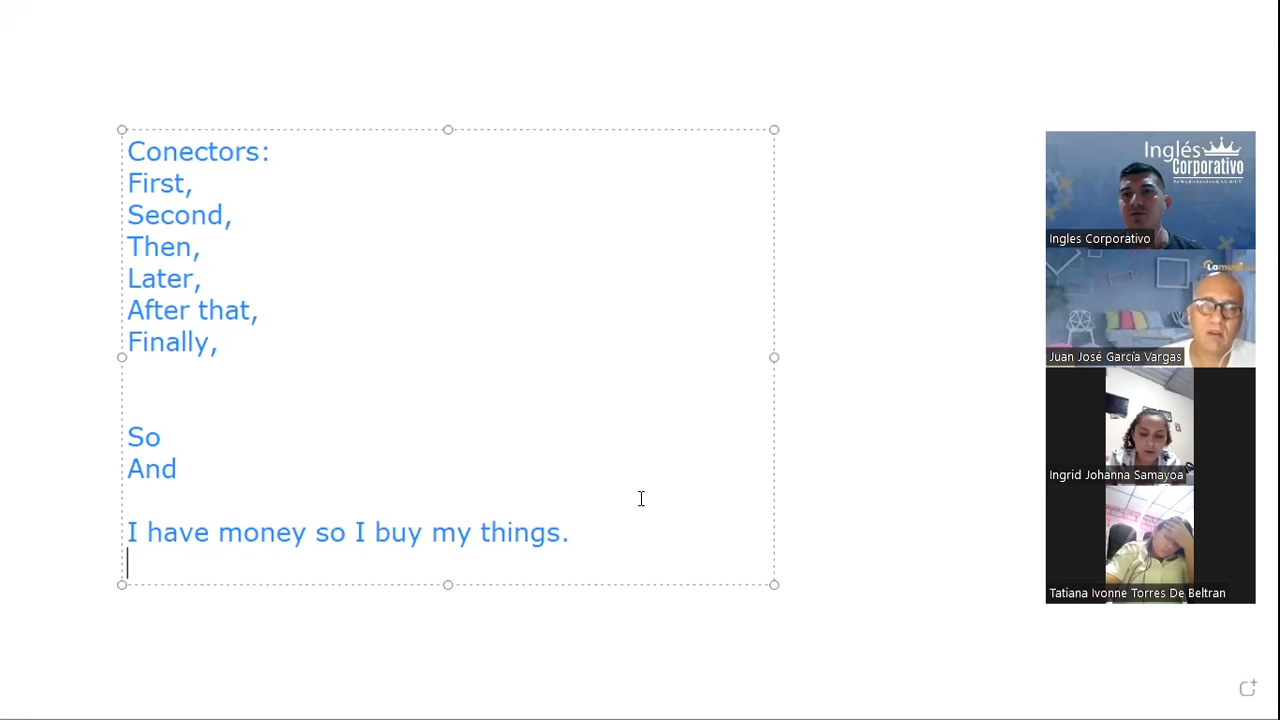 Conectors:
First,
Second,
Then,
Later,
After that,
Finally,
So
And
I have money so I buy my things.
Inglés
Corporativo
Ingles Corporativo
Lamud
Juan José García Vargas
Ingrid Johanna Samayoa
Tatiana Ivonne Torres De Beltran